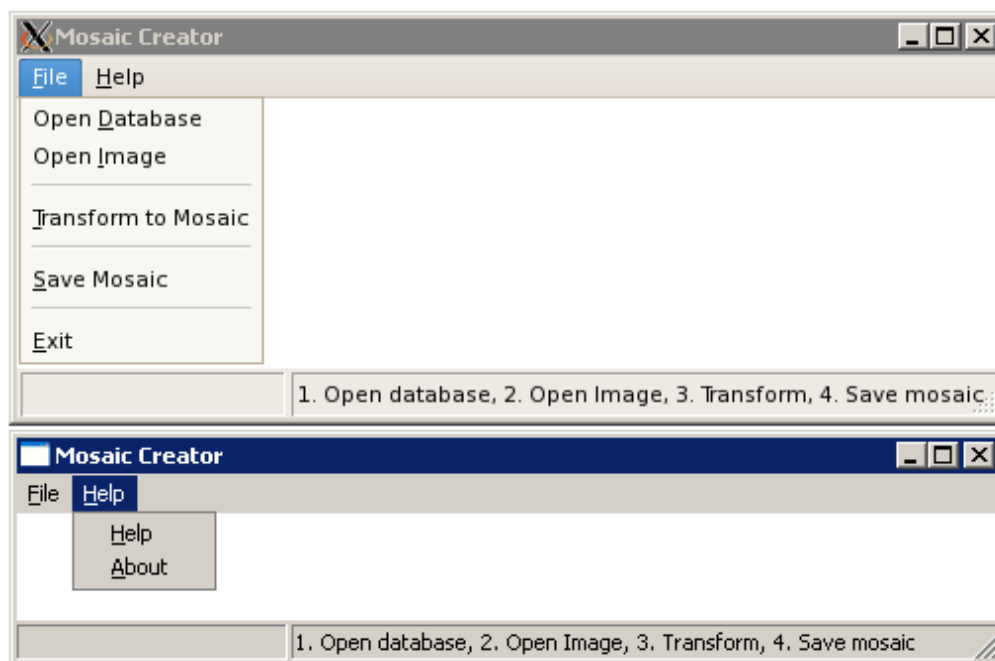 Mosaic Creator
File Help
Open Database
Open Image
Transform to Mosaic
Save Mosaic
Exit
1. Open database, 2. Open Image, 3. Transform, 4. Save mosaic
Mosaic Creator
File Help
Help
About
1. Open database, 2. Open Image, 3. Transform, 4. Save mosaic